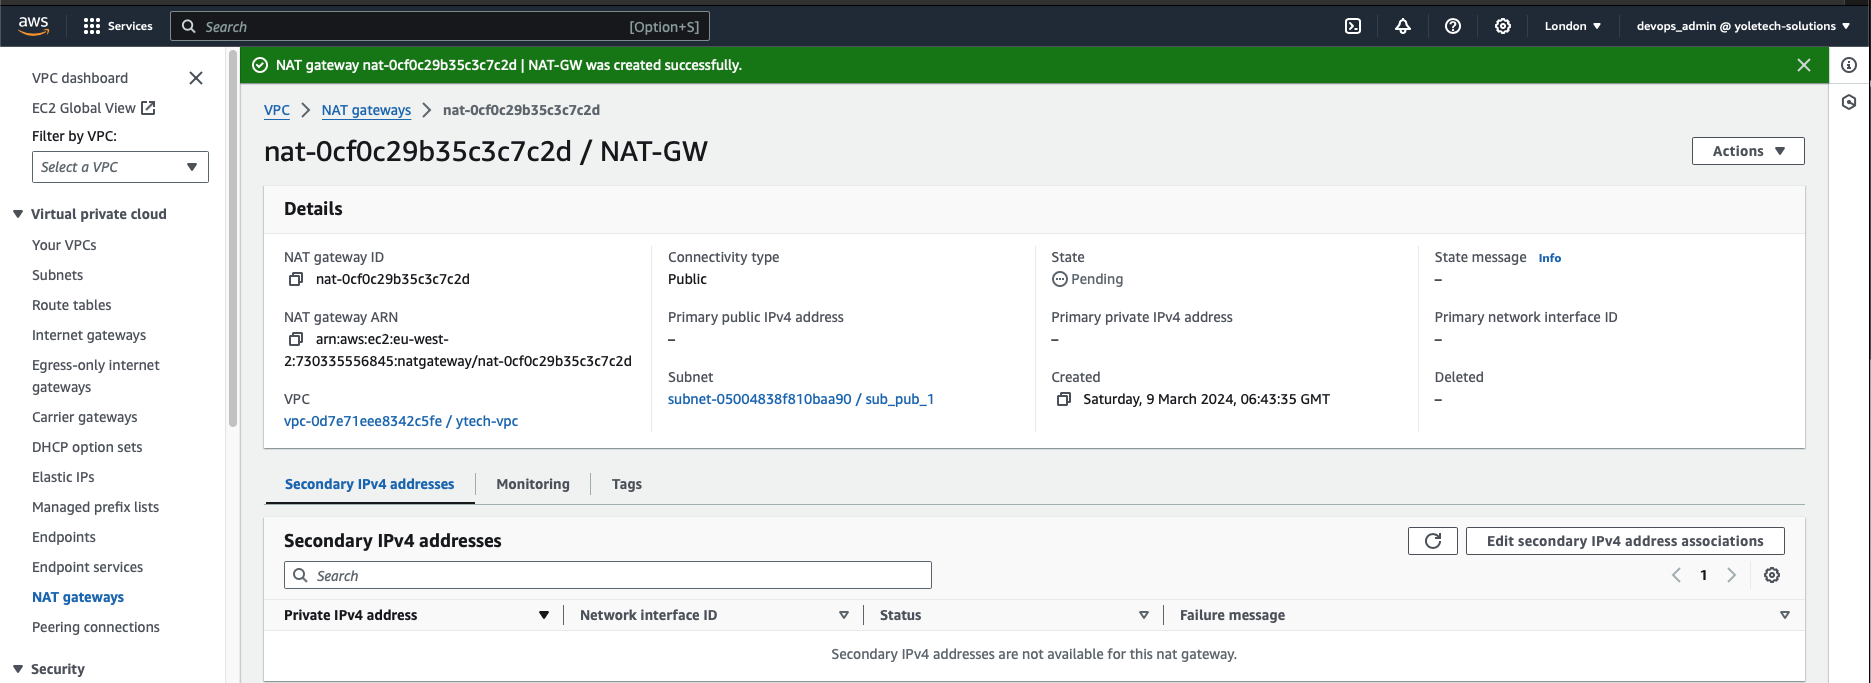 aws
Services
Search
[Option+S]
London
devops_admin @ yoletech-solutions
VPC dashboard
EC2 Global View
Filter by VPC:
Select a VPC
Virtual private cloud
Your VPCs
Subnets
Route tables
Internet gateways
Egress-only internet
gateways
Carrier gateways
DHCP option sets
Elastic IPs
Managed prefix lists
Endpoints
Endpoint services
NAT gateways
Peering connections
Security
NAT gateway nat-0cf0c29b35c3c7c2d | NAT-GW was created successfully.
VPC
NAT gateways
nat-0cf0c29b35c3c7c2d
nat-0cf0c29b35c3c7c2d / NAT-GW
Actions
Details
NAT gateway ID
nat-0cf0c29b35c3c7c2d
NAT gateway ARN
arn:aws:ec2:eu-west-
2:730335556845:natgateway/nat-0cf0c29b35c3c7c2d
VPC
vpc-0d7e71eee8342c5fe / ytech-vpc
Connectivity type
Public
Primary public IPv4 address
–
Subnet
subnet-05004838f810baa90 / sub_pub_1
State
Pending
Primary private IPv4 address
–
Created
Saturday, 9 March 2024, 06:43:35 GMT
State message Info
–
Primary network interface ID
–
Deleted
–
Secondary IPv4 addresses
Monitoring
Tags
Secondary IPv4 addresses
Edit secondary IPv4 address associations
Search
1
Private IPv4 address
Network interface ID
Status
Failure message
Secondary IPv4 addresses are not available for this nat gateway.